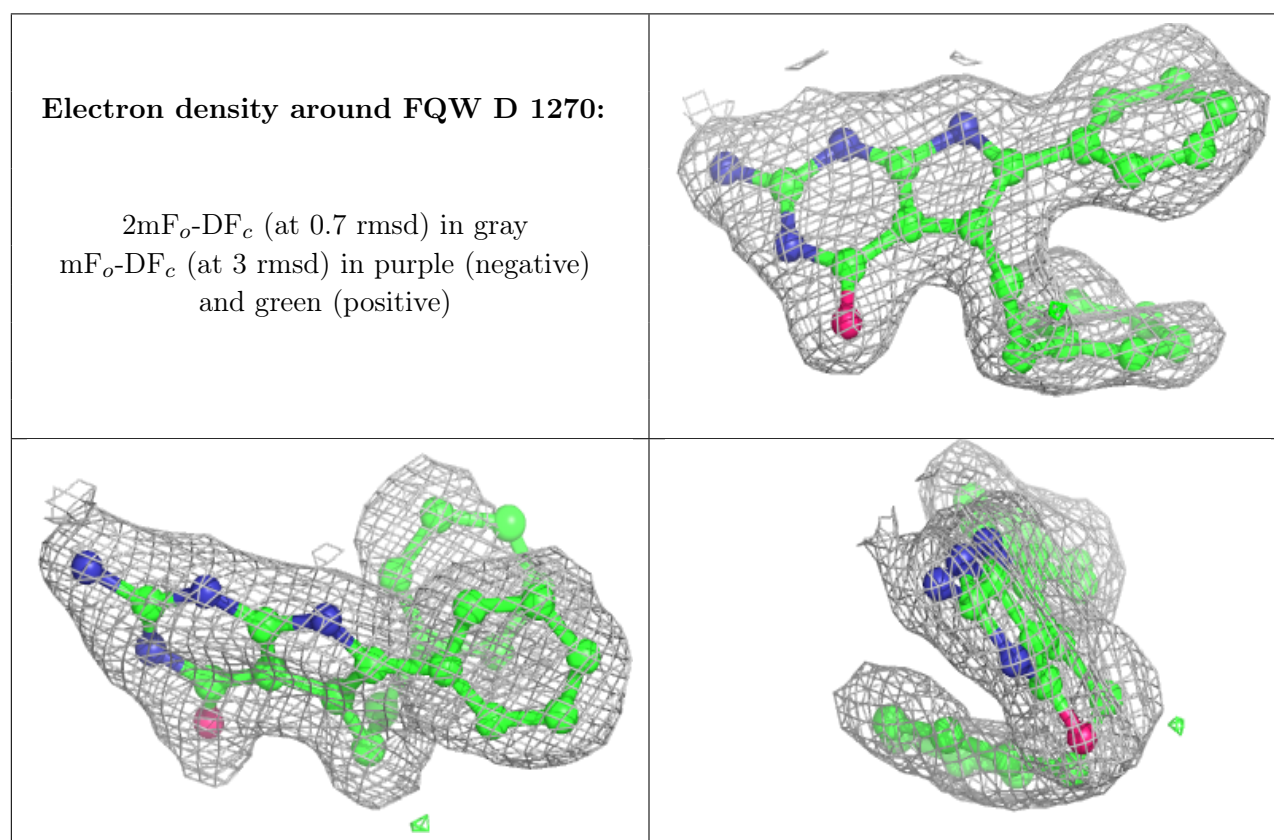 Electron density around FQW D 1270:
2mFo-DFc (at 0.7 rmsd) in gray
mFo-DFc (at 3 rmsd) in purple (negative)
and green (positive)